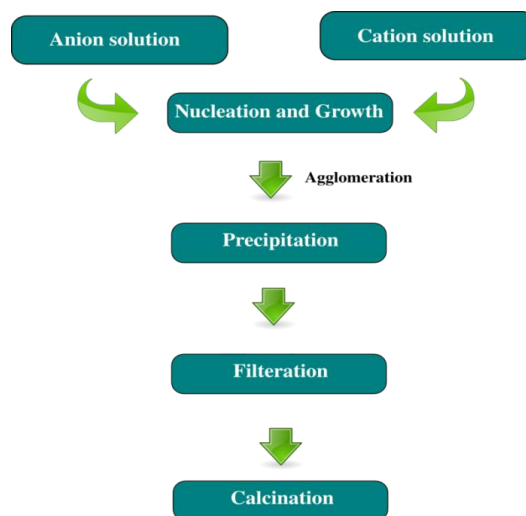 Anion solution
Cation solution
Nucleation and Growth
Agglomeration
Precipitation
Filteration
Calcination